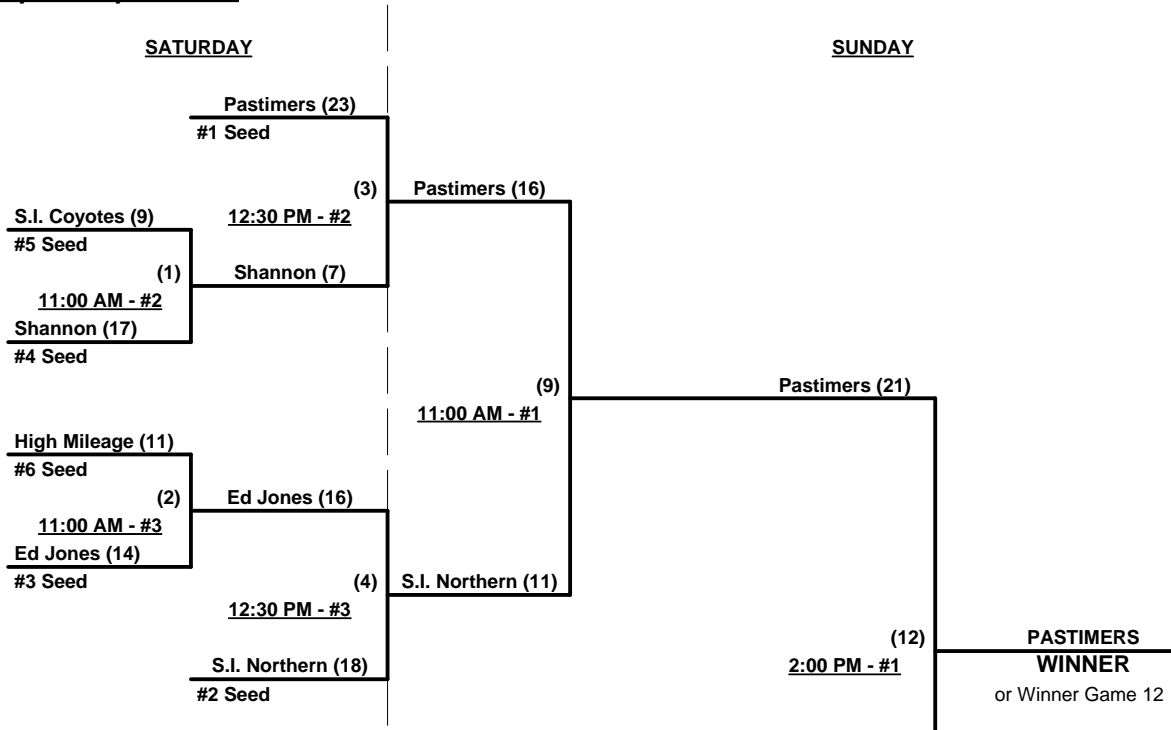 SATURDAY
SUNDAY
Pastimers (23)
#1 Seed
(3)
Pastimers (16)
12:30 PM - #2
S.I. Coyotes (9)
#5 Seed
(1)
Shannon (7)
11:00 AM - #2
Shannon (17)
#4 Seed
(9)
Pastimers (21)
11:00 AM - #1
High Mileage (11)
#6 Seed
(2)
Ed Jones (16)
11:00 AM - #3
Ed Jones (14)
#3 Seed
(4)
S.I. Northern (11)
12:30 PM - #3
(12)
PASTIMERS
S.I. Northern (18)
2:00 PM - #1
WINNER
#2 Seed
or Winner Game 12